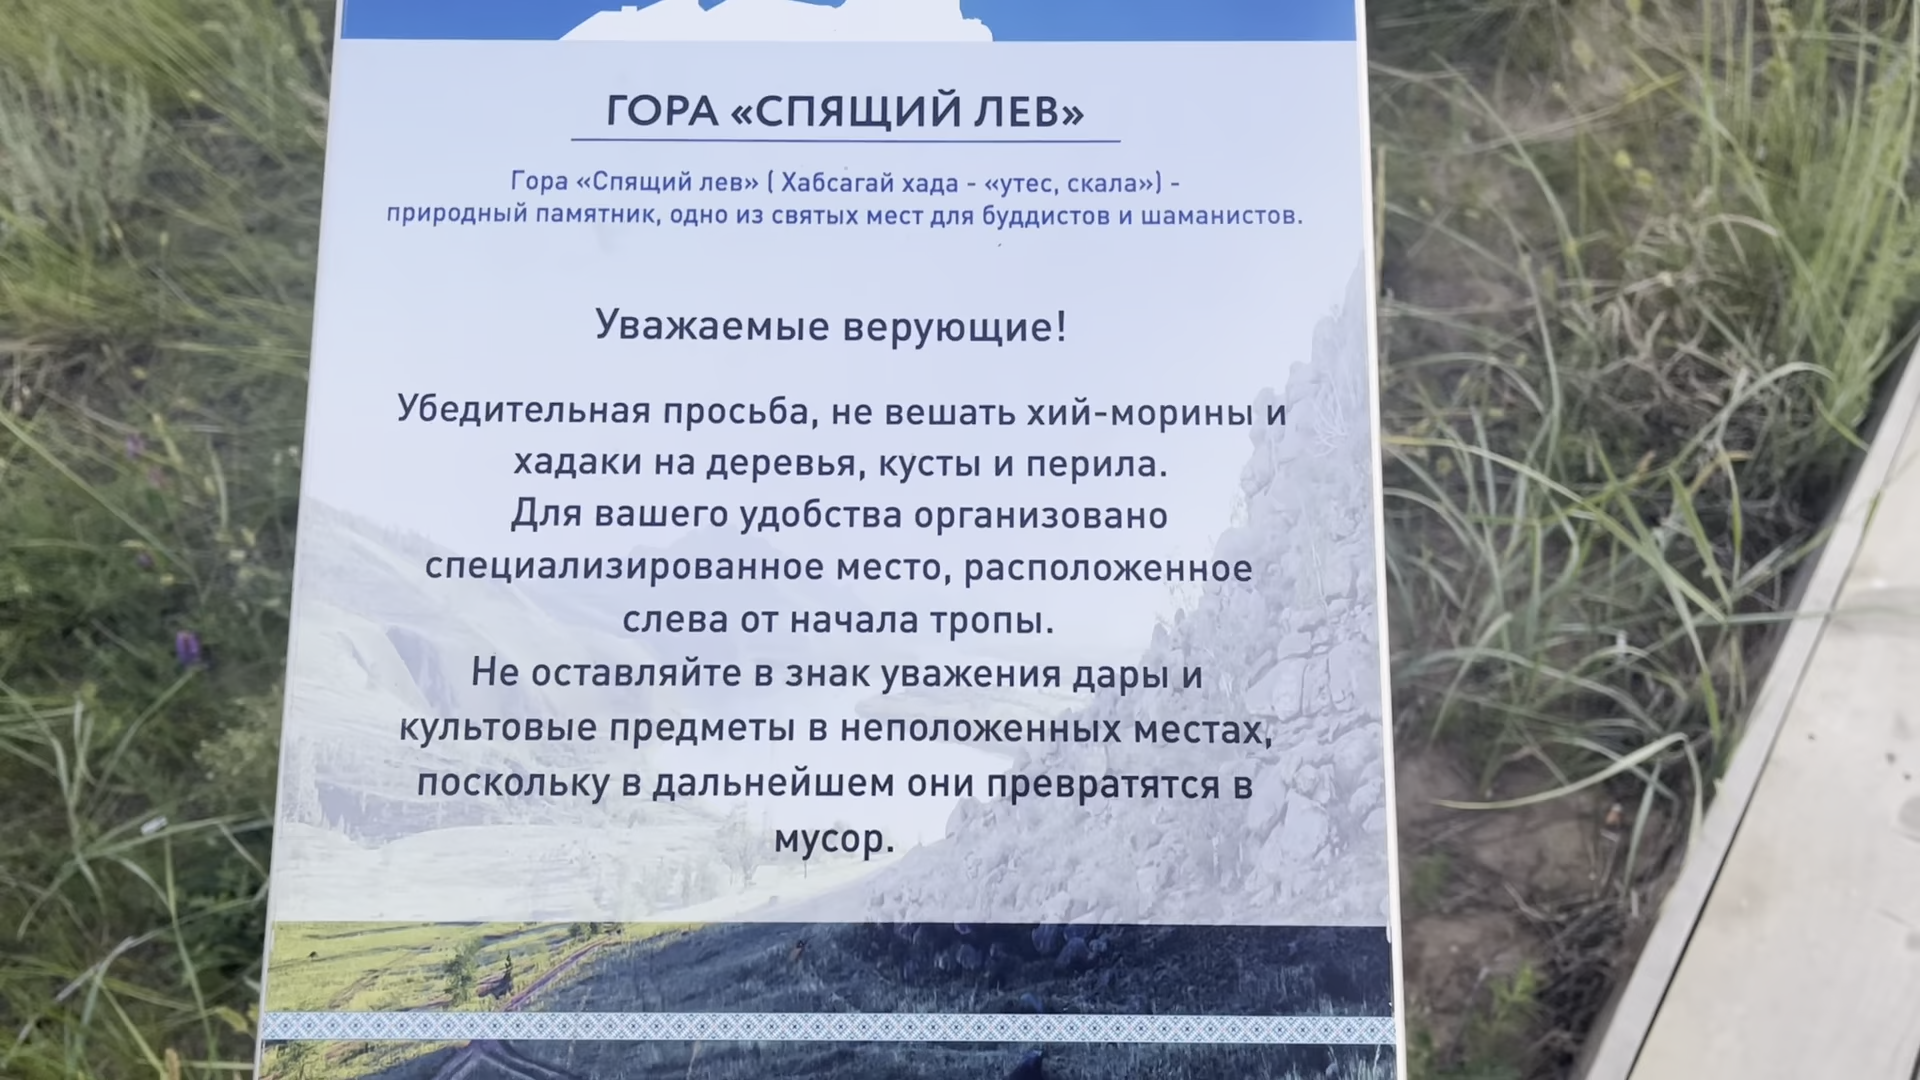 ГОРА «СПЯЩИЙ ЛЕВ»
Гора «Спящий лев» ( Хабсагай хада - «утес, скала») -
природный памятник, одно из святых мест для буддистов и шаманистов.
Уважаемые верующие!
Убедительная просьба, не вешать хий-морины и
хадаки на деревья, кусты и перила.
Для вашего удобства организовано
специализированное место, расположенное
слева от начала тропы.
Не оставляйте в знак уважения дары и
культовые предметы в неположенных местах,
поскольку в дальнейшем они превратятся в
мусор.